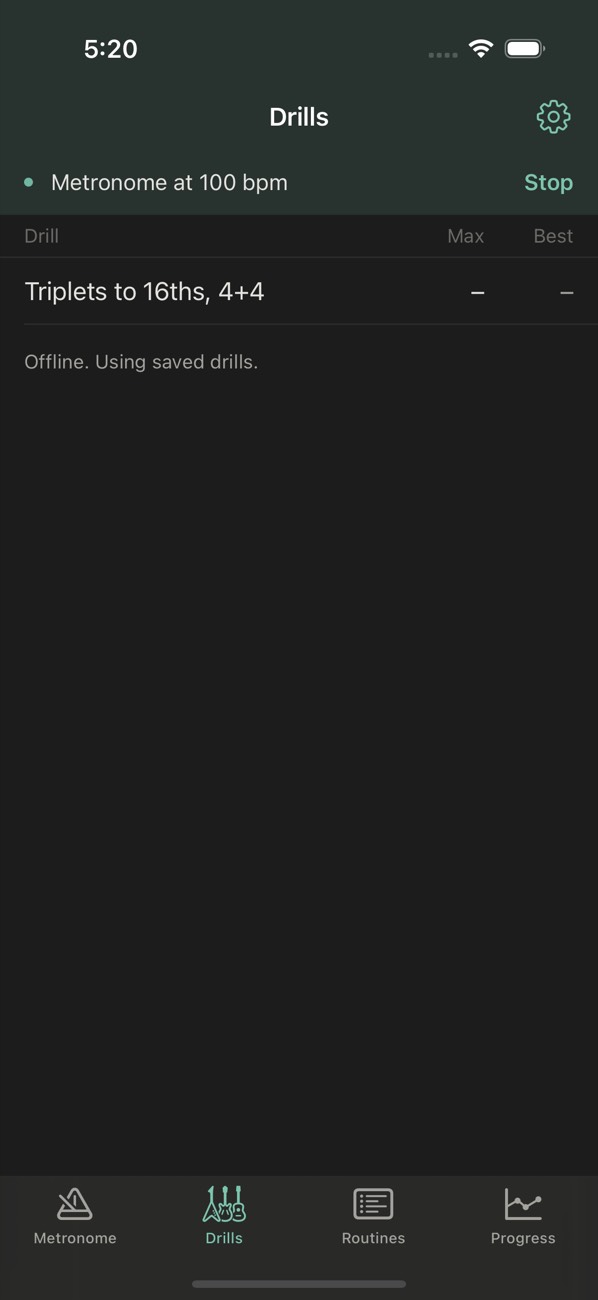 5:20
Drills
Metronome at 100 bpm Stop
Drill Max Best
Triplets to 16ths, 4+4 – –
Offline. Using saved drills.
Metronome Drills Routines Progress